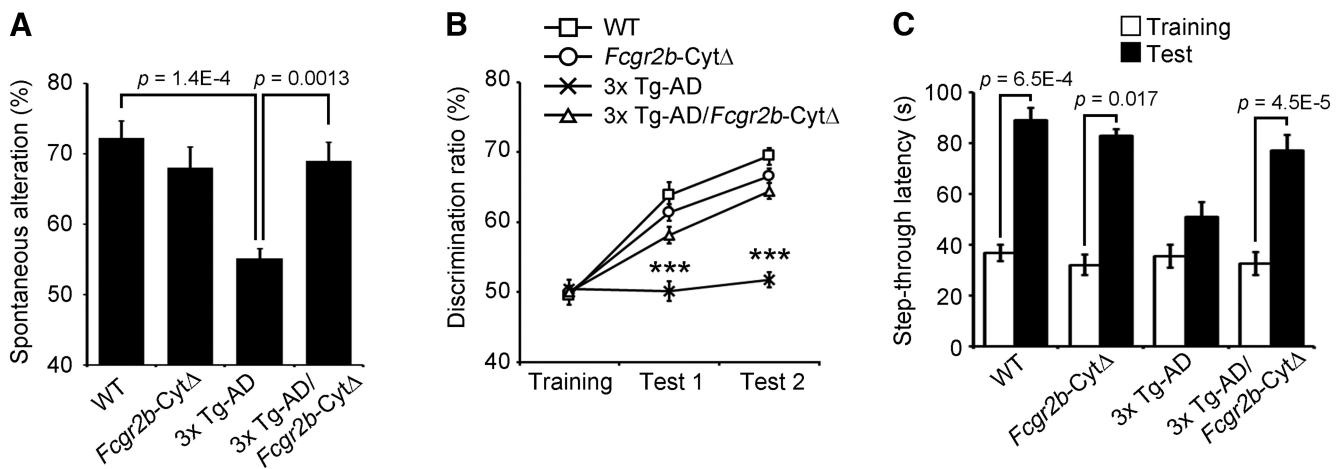 A
Spontaneous alteration (%)
80
70
60
50
40
p = 1.4E-4
p = 0.0013
WT
Fcgr2b-CytΔ
3x Tg-AD
3x Tg-AD/
Fcgr2b-CytΔ
B
WT
Fcgr2b-CytΔ
3x Tg-AD
3x Tg-AD/Fcgr2b-CytΔ
Discrimination ratio (%)
80
70
60
50
40
***
***
Training
Test 1
Test 2
C
Training
Test
Step-through latency (s)
100
80
60
40
20
0
p = 6.5E-4
p = 0.017
p = 4.5E-5
WT
Fcgr2b-CytΔ
3x Tg-AD
3x Tg-AD/
Fcgr2b-CytΔ